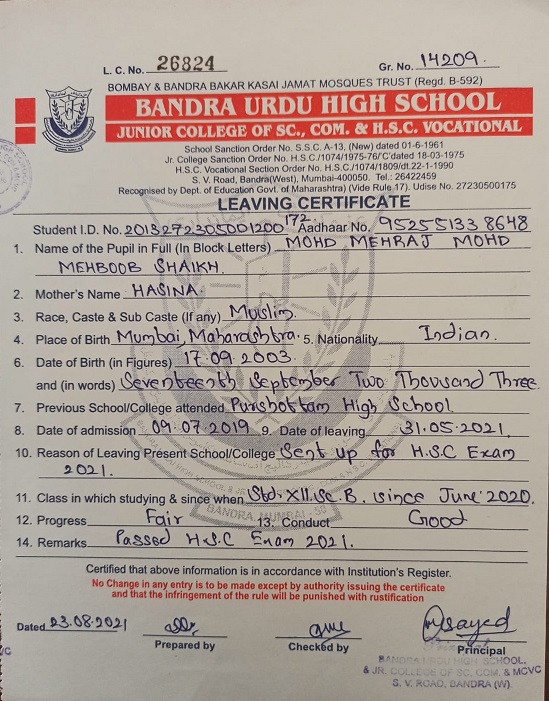 L. C. No. 26824 Gr. No. 14209.
BOMBAY & BANDRA BAKAR KASAI JAMAT MOSQUES TRUST (Regd. B-592)
BANDRA URDU HIGH SCHOOL
JUNIOR COLLEGE OF SC., COM. & H.S.C. VOCATIONAL
School Sanction Order No. S.S.C. A-13, (New) dated 01-6-1961
Jr. College Sanction Order No. H.S.C./1074/1975-76/'C'dated 18-03-1975
H.S.C. Vocational Section Order No. H.S.C./1074/1809/dt.22-1-1990
S. V. Road, Bandra(West), Mumbai-400050. Tel.: 26422459
Recognised by Dept. of Education Govt. of Maharashtra) (Vide Rule 17). Udise No. 27230500175
LEAVING CERTIFICATE
Student I.D. No. 2013272305001200172 Aadhaar No. 952551338648
1. Name of the Pupil in Full (In Block Letters) MOHD MEHRAJ MOHD
MEHBOOB SHAIKH.
2. Mother's Name HASINA.
3. Race, Caste & Sub Caste (If any) Muslim.
4. Place of Birth Mumbai, Maharashtra. 5. Nationality Indian.
6. Date of Birth (in Figures) 17.09.2003.
and (in words) Seventeenth September Two Thousand Three.
7. Previous School/College attended Purshottam High School
8. Date of admission 09.07.2019 9. Date of leaving 31.05.2021.
10. Reason of Leaving Present School/College Sent up for H.S.C Exam
2021.
11. Class in which studying & since when Std. XII.Sc.B. since June'2020.
12. Progress Fair 13. Conduct Good
14. Remarks Passed H.S.C Exam 2021.
Certified that above information is in accordance with Institution's Register.
No Change in any entry is to be made except by authority issuing the certificate
and that the infringement of the rule will be punished with rustification
Dated 23.08.2021
Prepared by Checked by Principal
BANDRA URDU HIGH SCHOOL,
& JR. COLLEGE OF SC, COM. & MCVC
S. V. ROAD, BANDRA (W).